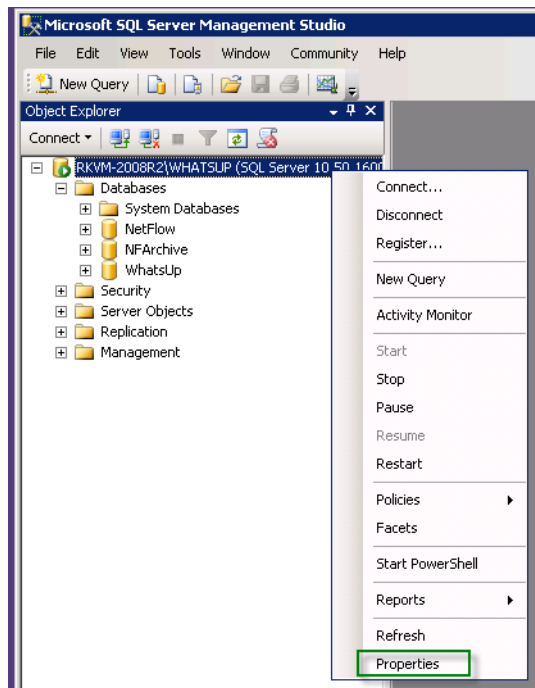 Microsoft SQL Server Management Studio
File Edit View Tools Window Community Help
New Query
Object Explorer
Connect
RKVM-2008R2\WHATSUP (SQL Server 10.50.1600
Databases
System Databases
NetFlow
NFArchive
WhatsUp
Security
Server Objects
Replication
Management
Connect...
Disconnect
Register...
New Query
Activity Monitor
Start
Stop
Pause
Resume
Restart
Policies
Facets
Start PowerShell
Reports
Refresh
Properties